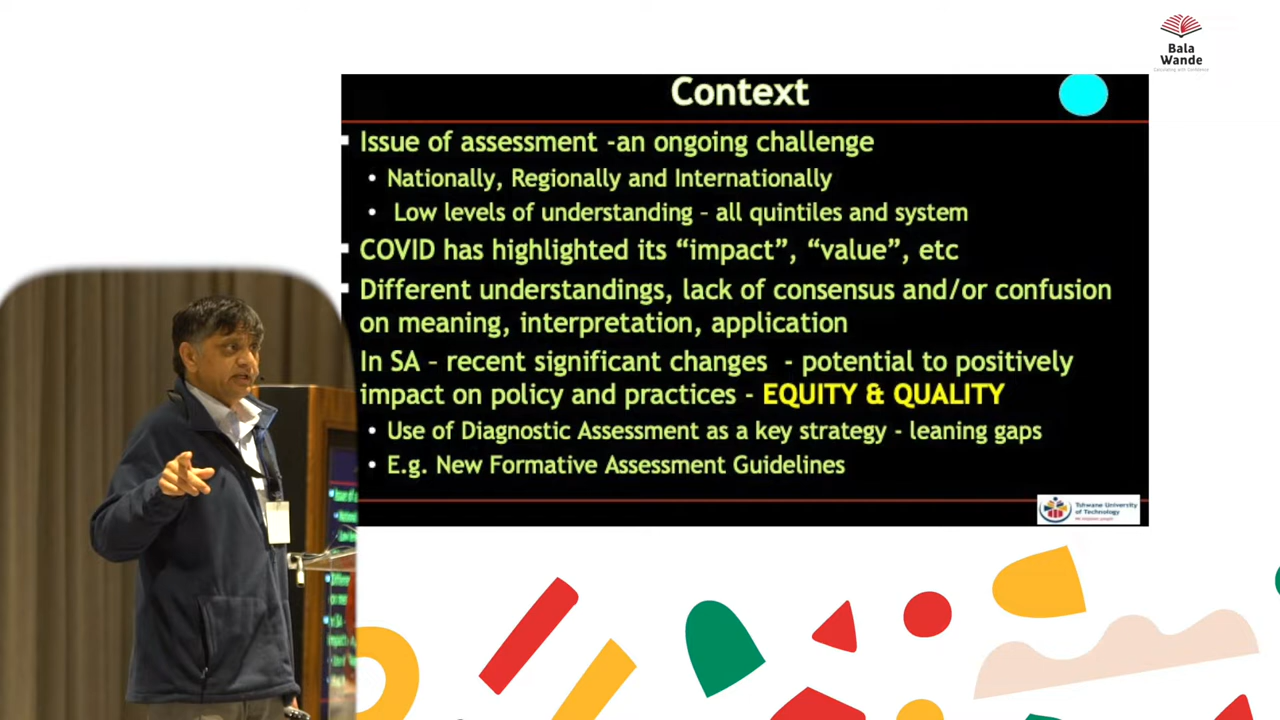 Bala
Wande
Context
Issue of assessment -an ongoing challenge
• Nationally, Regionally and Internationally
• Low levels of understanding – all quintiles and system
COVID has highlighted its “impact”, “value”, etc
Different understandings, lack of consensus and/or confusion
on meaning, interpretation, application
In SA – recent significant changes - potential to positively
impact on policy and practices - EQUITY & QUALITY
• Use of Diagnostic Assessment as a key strategy - leaning gaps
• E.g. New Formative Assessment Guidelines
Tshwane University
of Technology